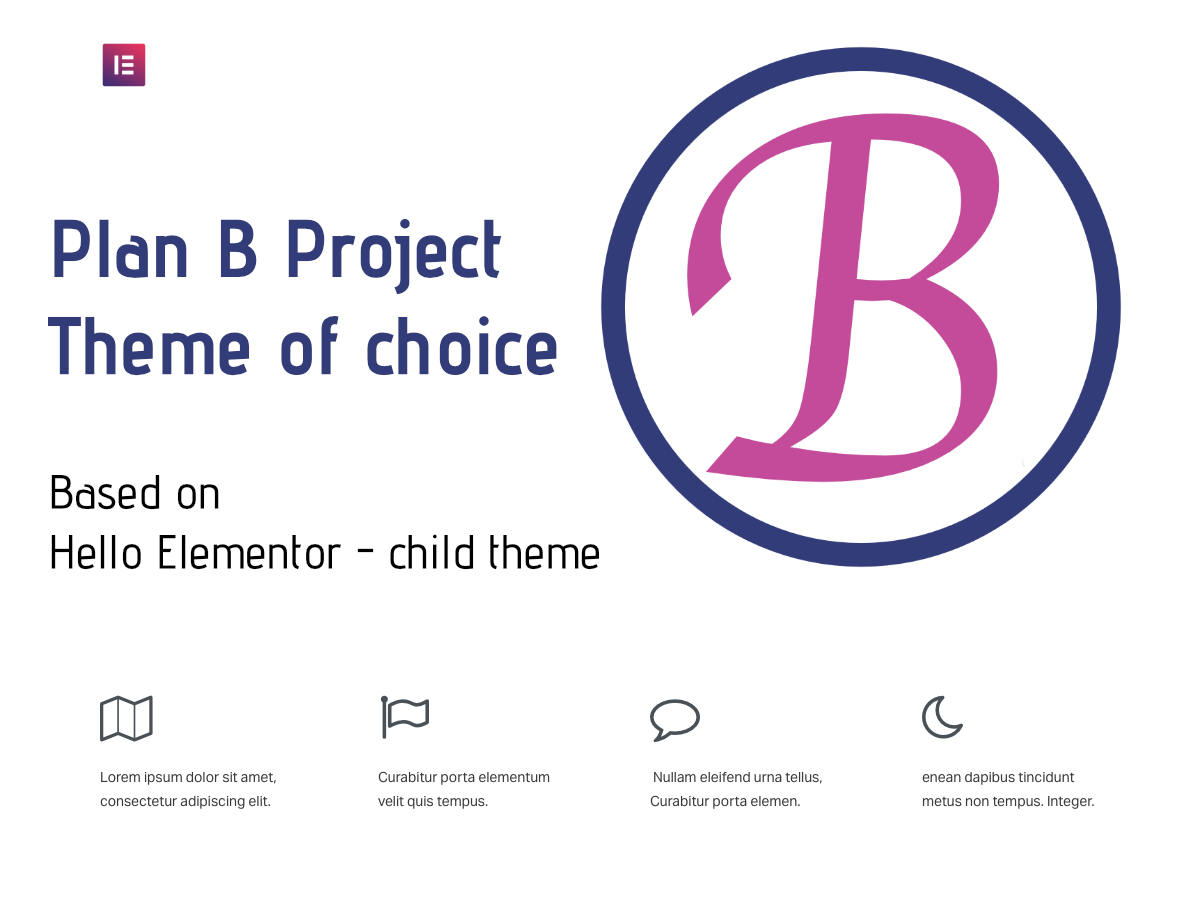 Plan B Project
Theme of choice
B
Based on
Hello Elementor - child theme
Lorem ipsum dolor sit amet,
consectetur adipiscing elit.
Curabitur porta elementum
velit quis tempus.
Nullam eleifend urna tellus,
Curabitur porta elemen.
enean dapibus tincidunt
metus non tempus. Integer.